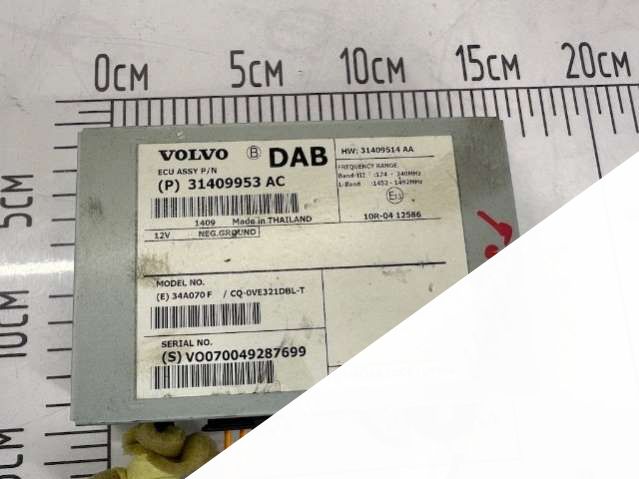 0CM 5CM 10CM 15CM 20CM
5CM
10CM
VOLVO B DAB
HW: 31409514 AA
ECU ASSY P/N
(P) 31409953 AC
FREQUENCY RANGE
Band-III :174 - 240MHz
L-Band :1452 - 1492MHz
E11
1409 Made in THAILAND
10R-04 12586
12V NEG.GROUND
MODEL NO.
(E) 34A070 F / CQ-0VE321DBL-T
SERIAL NO.
(S) VO070049287699